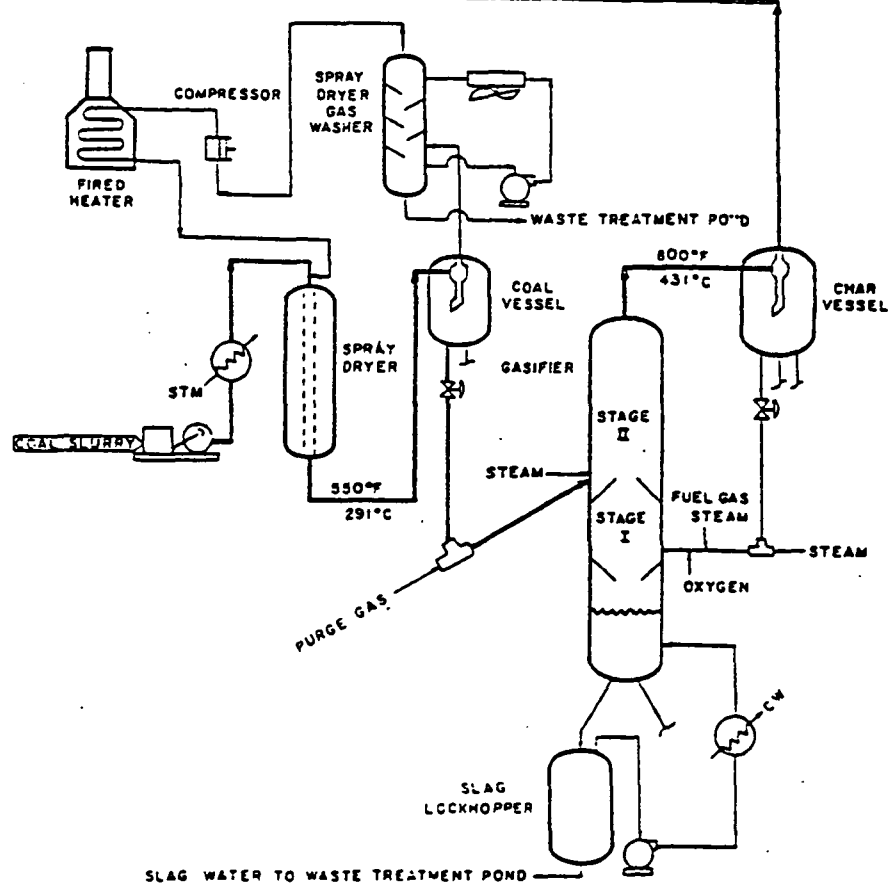 COMPRESSOR
SPRAY
DRYER
GAS
WASHER
FIRED
HEATER
WASTE TREATMENT POND
COAL
VESSEL
800°F
431°C
CHAR
VESSEL
SPRAY
DRYER
GASIFIER
STM
STAGE
II
COAL SLURRY
550°F
291°C
STEAM
STAGE
I
FUEL GAS
STEAM
STEAM
OXYGEN
PURGE GAS
CW
SLAG
LOCKHOPPER
SLAG WATER TO WASTE TREATMENT POND